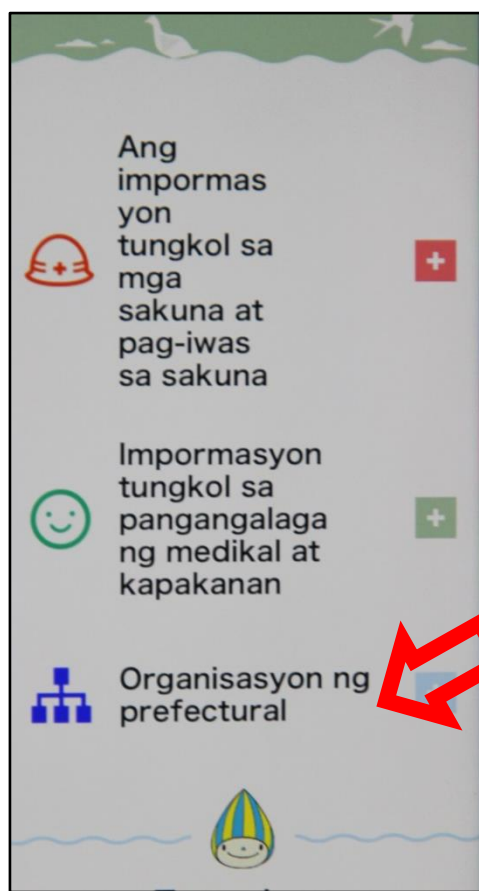 Ang
impormas
yon
tungkol sa
mga
sakuna at
pag-iwas
sa sakuna
Impormasyon
tungkol sa
pangangalaga
ng medikal at
kapakanan
Organisasyon ng
prefectural